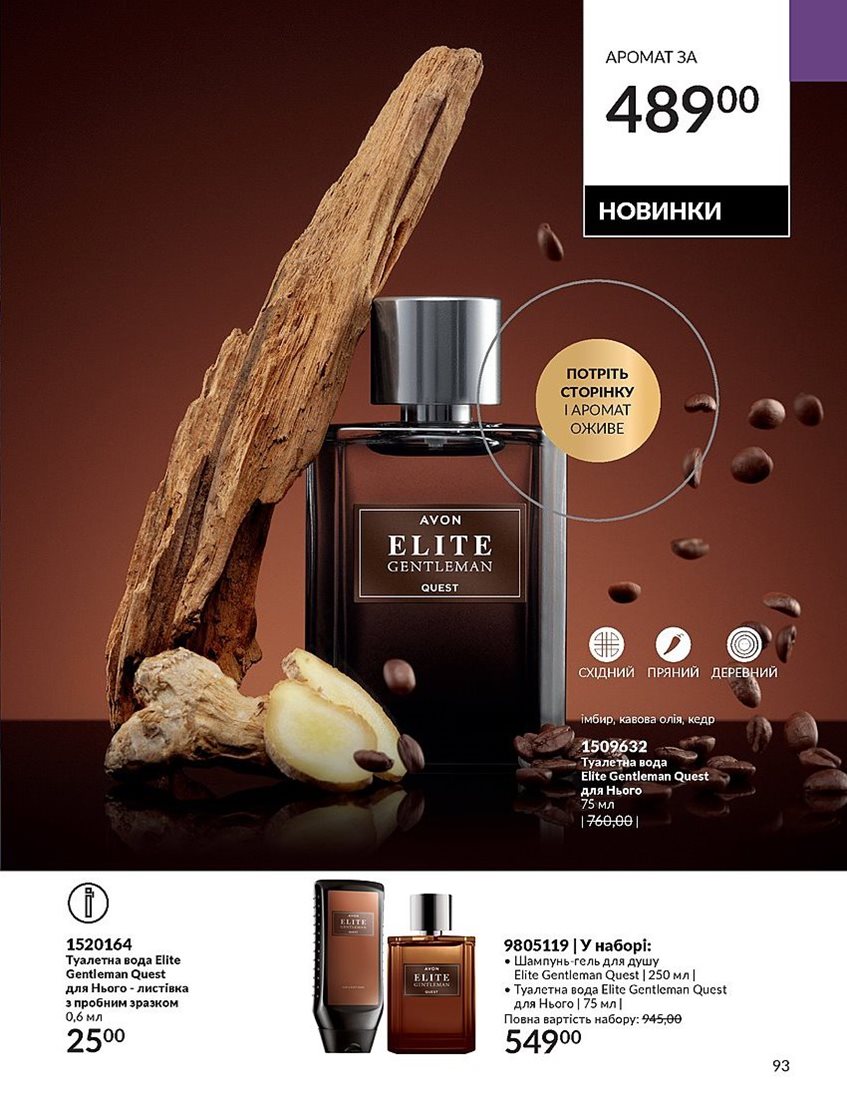 АРОМАТ ЗА
489⁰⁰
НОВИНКИ
ПОТРІТЬ
СТОРІНКУ
І АРОМАТ
ОЖИВЕ
AVON
ELITE
GENTLEMAN
QUEST
СХІДНИЙ ПРЯНИЙ ДЕРЕВНИЙ
імбир, кавова олія, кедр
1509632
Туалетна вода
Elite Gentleman Quest
для Нього
75 мл
| 760,00 |
1520164
Туалетна вода Elite
Gentleman Quest
для Нього - листівка
з пробним зразком
0,6 мл
25⁰⁰
AVON
ELITE
GENTLEMAN
QUEST
AVON
ELITE
GENTLEMAN
QUEST
9805119 | У наборі:
• Шампунь-гель для душу
Elite Gentleman Quest | 250 мл |
• Туалетна вода Elite Gentleman Quest
для Нього | 75 мл |
Повна вартість набору: 945,00
549⁰⁰
93